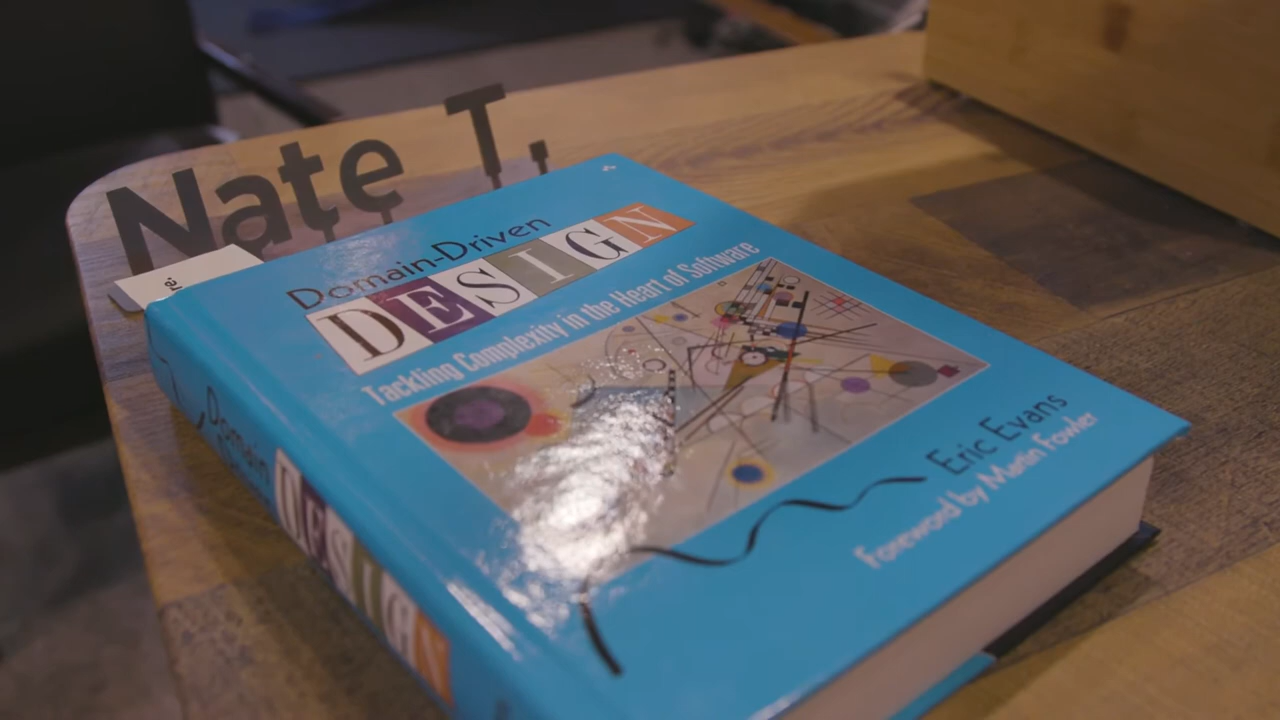 Nate T.
re:
Domain-Driven
DESIGN
Tackling Complexity in the Heart of Software
Eric Evans
Foreword by Martin Fowler
Domain
DESIGN